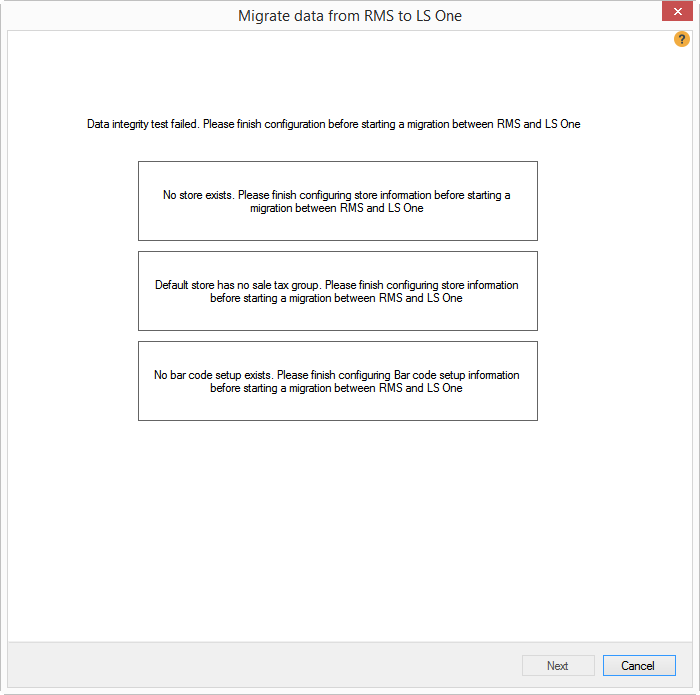 Migrate data from RMS to LS One
?
Data integrity test failed. Please finish configuration before starting a migration between RMS and LS One
No store exists. Please finish configuring store information before starting a
migration between RMS and LS One
Default store has no sale tax group. Please finish configuring store information
before starting a migration between RMS and LS One
No bar code setup exists. Please finish configuring Bar code setup information
before starting a migration between RMS and LS One
Next
Cancel